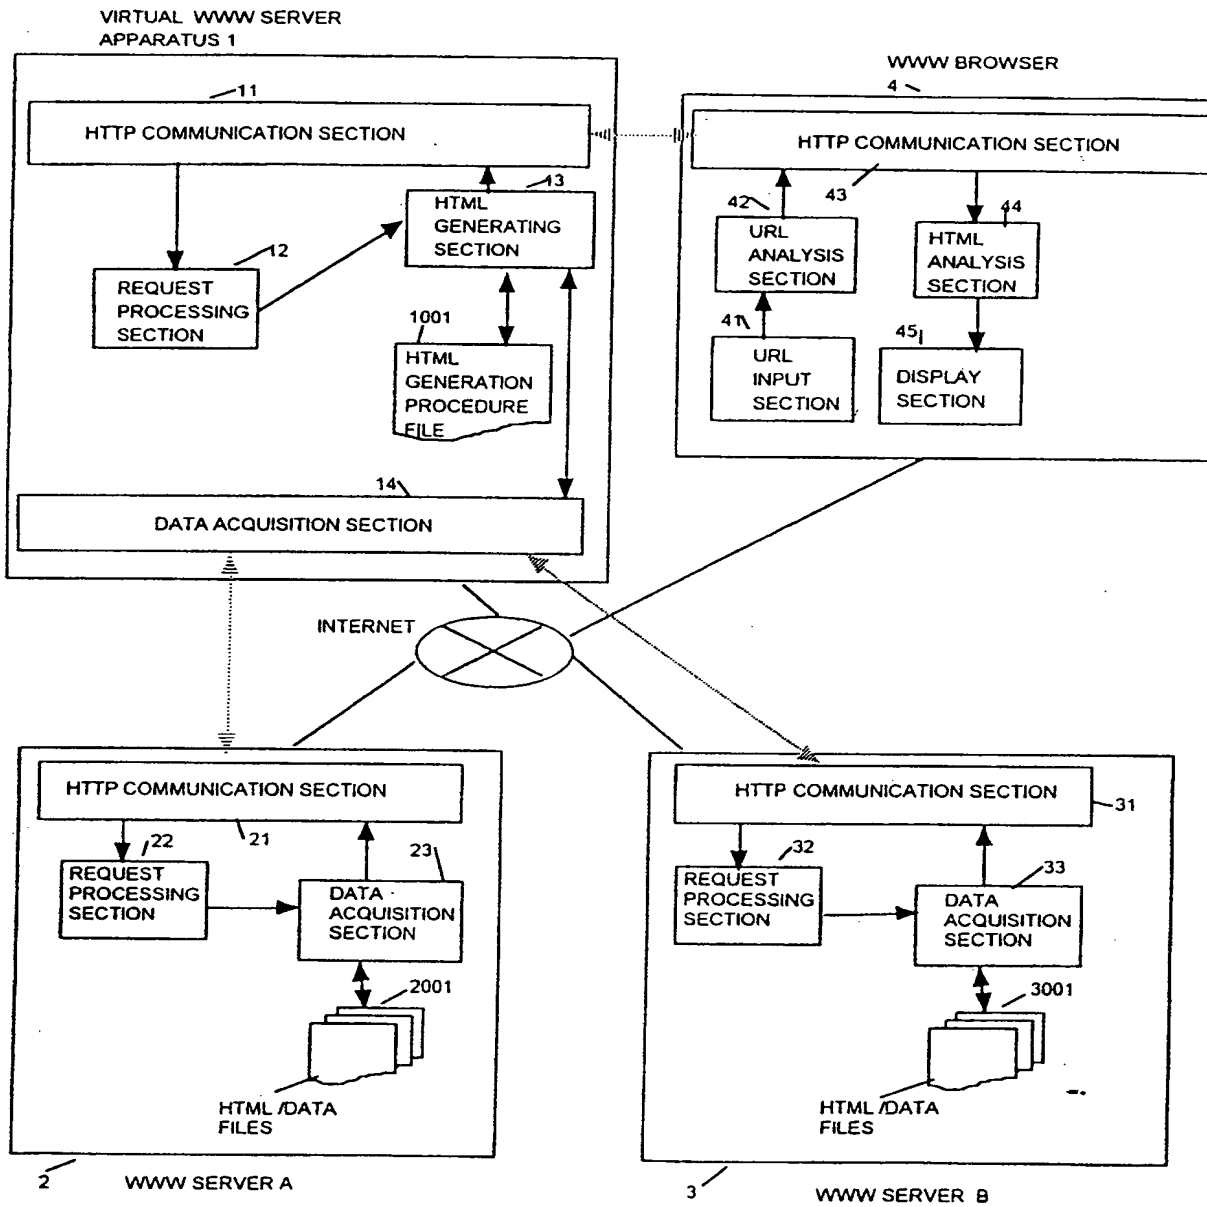 VIRTUAL WWW SERVER
APPARATUS 1
11
HTTP COMMUNICATION SECTION
13
HTML
GENERATING
SECTION
12
REQUEST
PROCESSING
SECTION
1001
HTML
GENERATION
PROCEDURE
FILE
14
DATA ACQUISITION SECTION
WWW BROWSER
4
HTTP COMMUNICATION SECTION
43
42
URL
ANALYSIS
SECTION
44
HTML
ANALYSIS
SECTION
41
URL
INPUT
SECTION
45
DISPLAY
SECTION
INTERNET
HTTP COMMUNICATION SECTION
21
22
REQUEST
PROCESSING
SECTION
23
DATA
ACQUISITION
SECTION
2001
HTML /DATA
FILES
2
WWW SERVER A
HTTP COMMUNICATION SECTION
31
32
REQUEST
PROCESSING
SECTION
33
DATA
ACQUISITION
SECTION
3001
HTML /DATA
FILES
3
WWW SERVER B